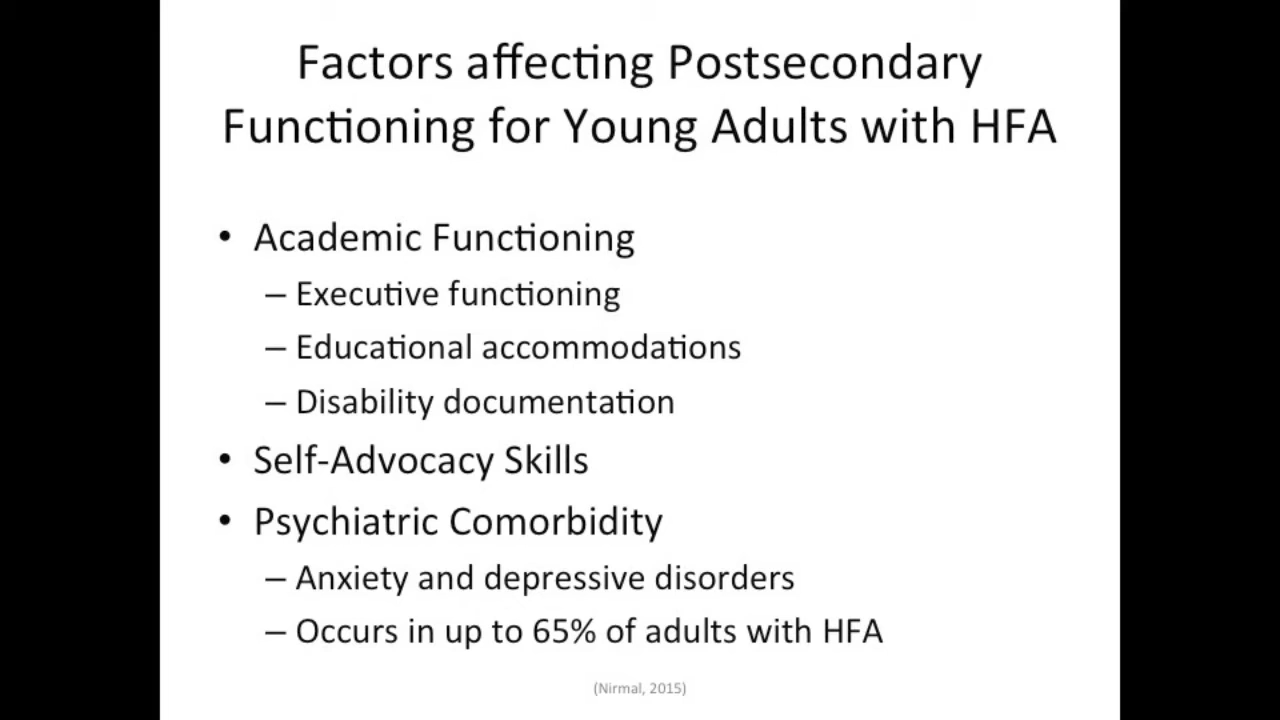 Factors affecting Postsecondary
Functioning for Young Adults with HFA
• Academic Functioning
– Executive functioning
– Educational accommodations
– Disability documentation
• Self-Advocacy Skills
• Psychiatric Comorbidity
– Anxiety and depressive disorders
– Occurs in up to 65% of adults with HFA
(Nirmal, 2015)